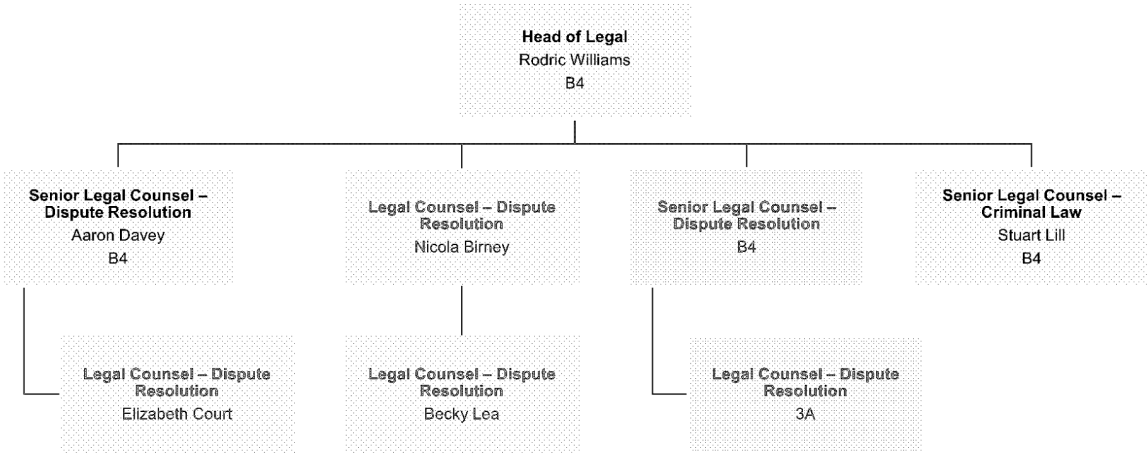 Head of Legal
Rodric Williams
B4
Senior Legal Counsel –
Dispute Resolution
Aaron Davey
B4
Legal Counsel – Dispute
Resolution
Nicola Birney
Senior Legal Counsel –
Dispute Resolution
B4
Senior Legal Counsel –
Criminal Law
Stuart Lill
B4
Legal Counsel – Dispute
Resolution
Elizabeth Court
Legal Counsel – Dispute
Resolution
Becky Lea
Legal Counsel – Dispute
Resolution
3A